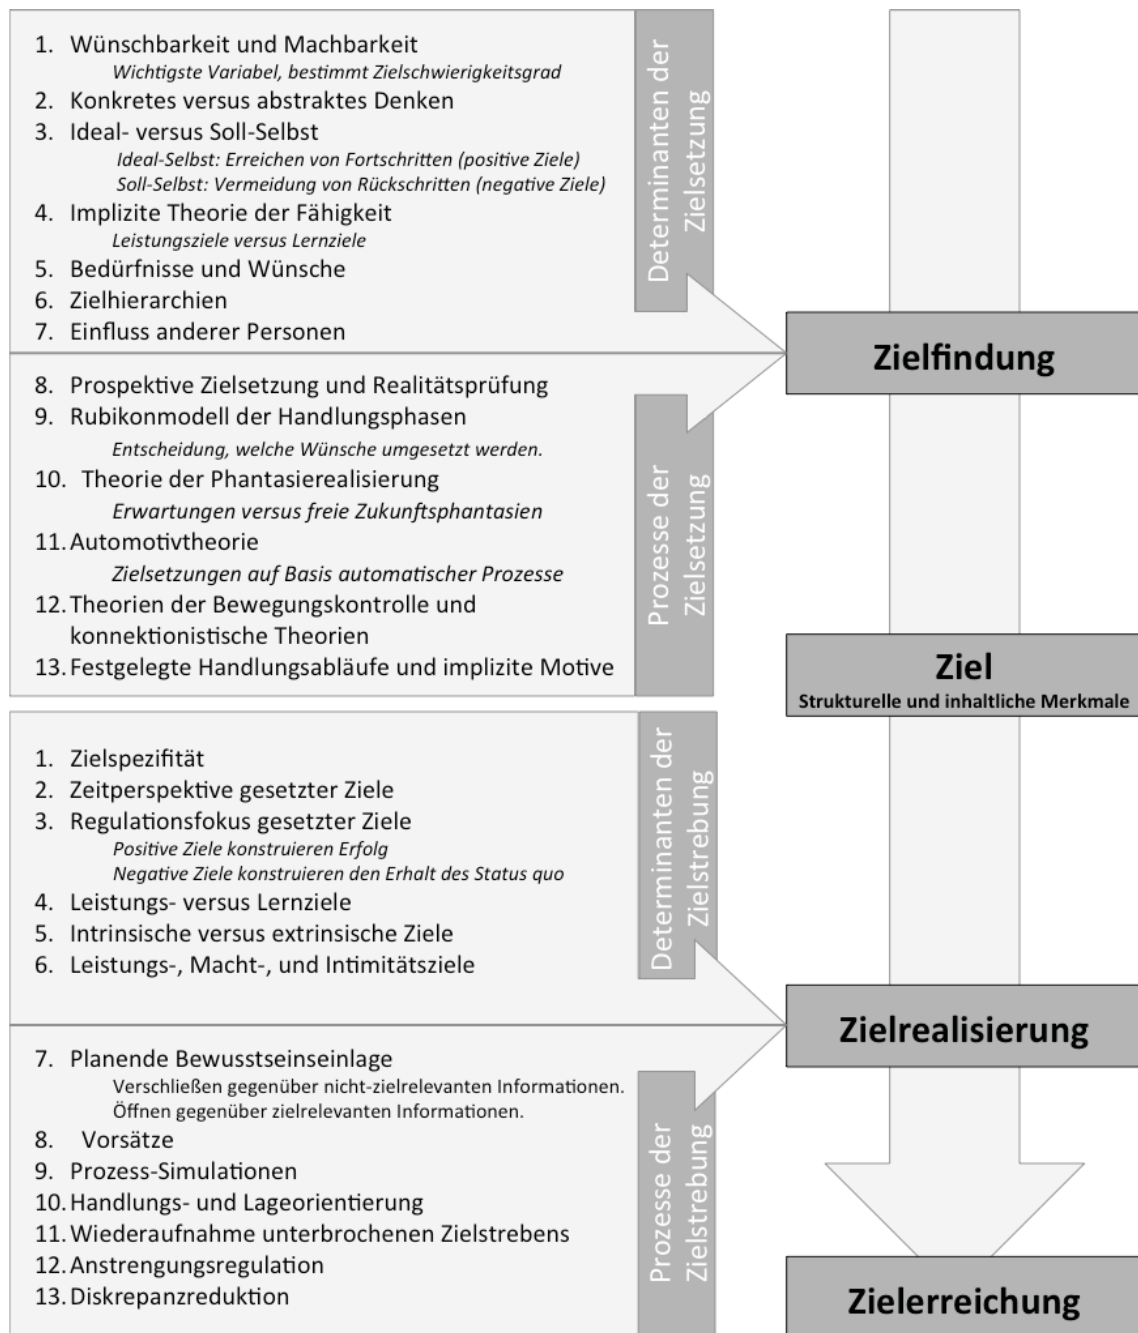 1. Wünschbarkeit und Machbarkeit
Wichtigste Variabel, bestimmt Zielschwierigkeitsgrad
2. Konkretes versus abstraktes Denken
3. Ideal- versus Soll-Selbst
Ideal-Selbst: Erreichen von Fortschritten (positive Ziele)
Soll-Selbst: Vermeidung von Rückschritten (negative Ziele)
4. Implizite Theorie der Fähigkeit
Leistungsziele versus Lernziele
5. Bedürfnisse und Wünsche
6. Zielhierarchien
7. Einfluss anderer Personen
Determinanten der
Zielsetzung
8. Prospektive Zielsetzung und Realitätsprüfung
9. Rubikonmodell der Handlungsphasen
Entscheidung, welche Wünsche umgesetzt werden.
10. Theorie der Phantasierealisierung
Erwartungen versus freie Zukunftsphantasien
11. Automotivtheorie
Zielsetzungen auf Basis automatischer Prozesse
12. Theorien der Bewegungskontrolle und
konnektionistische Theorien
13. Festgelegte Handlungsabläufe und implizite Motive
Prozesse der
Zielsetzung
Zielfindung
Ziel
Strukturelle und inhaltliche Merkmale
1. Zielspezifität
2. Zeitperspektive gesetzter Ziele
3. Regulationsfokus gesetzter Ziele
Positive Ziele konstruieren Erfolg
Negative Ziele konstruieren den Erhalt des Status quo
4. Leistungs- versus Lernziele
5. Intrinsische versus extrinsische Ziele
6. Leistungs-, Macht-, und Intimitätsziele
Determinanten der
Zielstrebung
7. Planende Bewusstseinseinlage
Verschließen gegenüber nicht-zielrelevanten Informationen.
Öffnen gegenüber zielrelevanten Informationen.
8. Vorsätze
9. Prozess-Simulationen
10. Handlungs- und Lageorientierung
11. Wiederaufnahme unterbrochenen Zielstrebens
12. Anstrengungsregulation
13. Diskrepanzreduktion
Prozesse der
Zielstrebung
Zielrealisierung
Zielerreichung